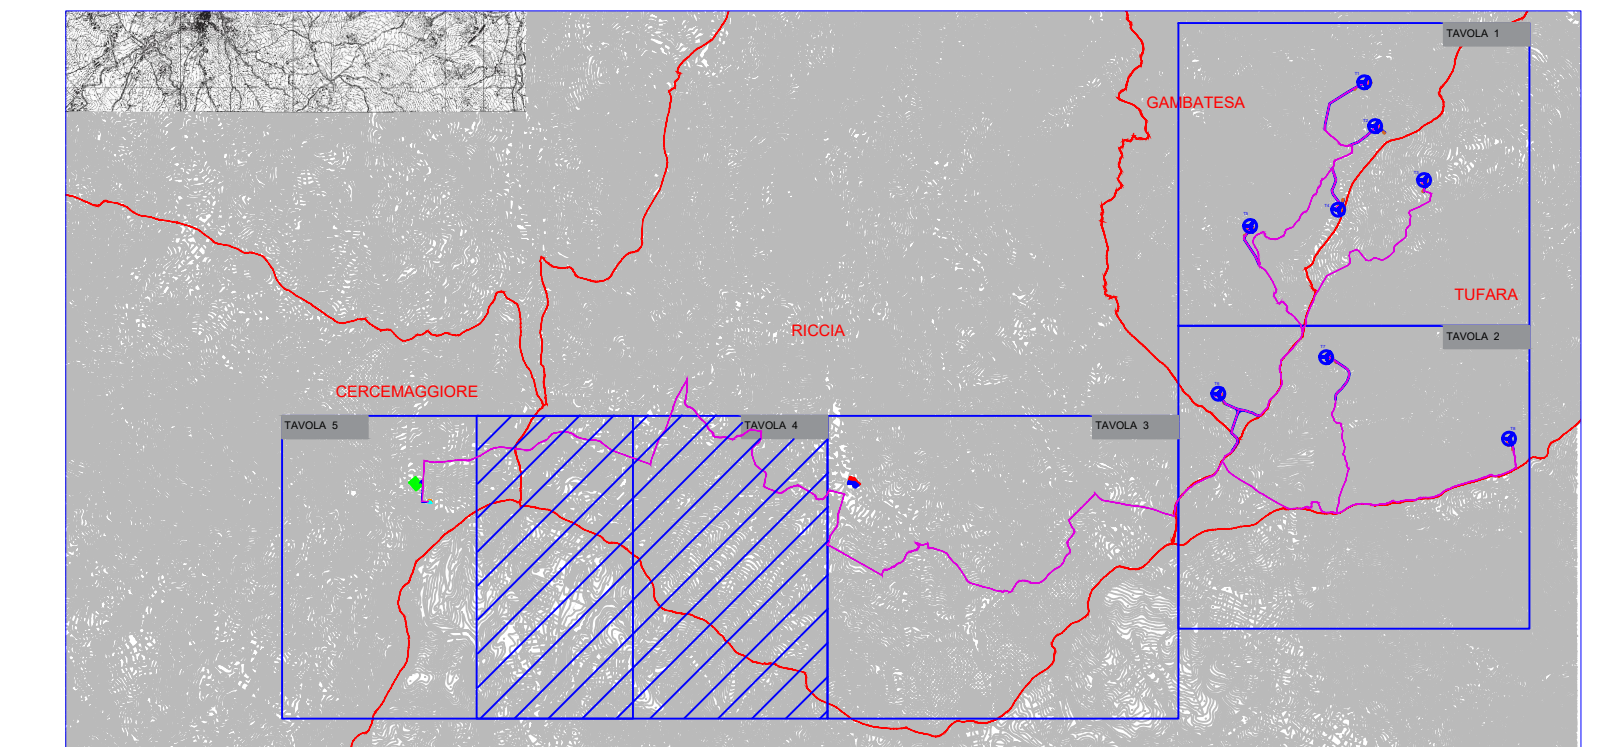 TAVOLA 1
GAMBATESA
TUFARA
RICCIA
TAVOLA 2
CERCEMAGGIORE
TAVOLA 5
TAVOLA 4
TAVOLA 3